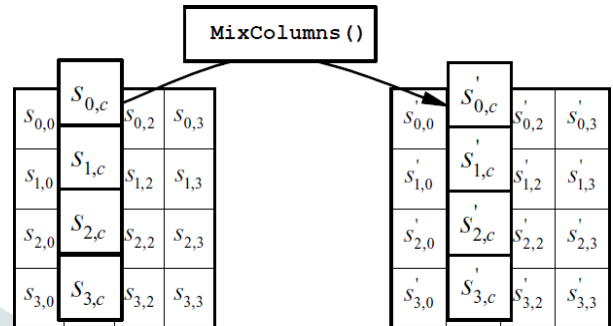 MixColumns()
S0,c S'0,c
S0,0 S0,2 S0,3 S'0,0 S'0,2 S'0,3
S1,c S'1,c
S1,0 S1,2 S1,3 S'1,0 S'1,2 S'1,3
S2,c S'2,c
S2,0 S2,2 S2,3 S'2,0 S'2,2 S'2,3
S3,c S'3,c
S3,0 S3,2 S3,3 S'3,0 S'3,2 S'3,3